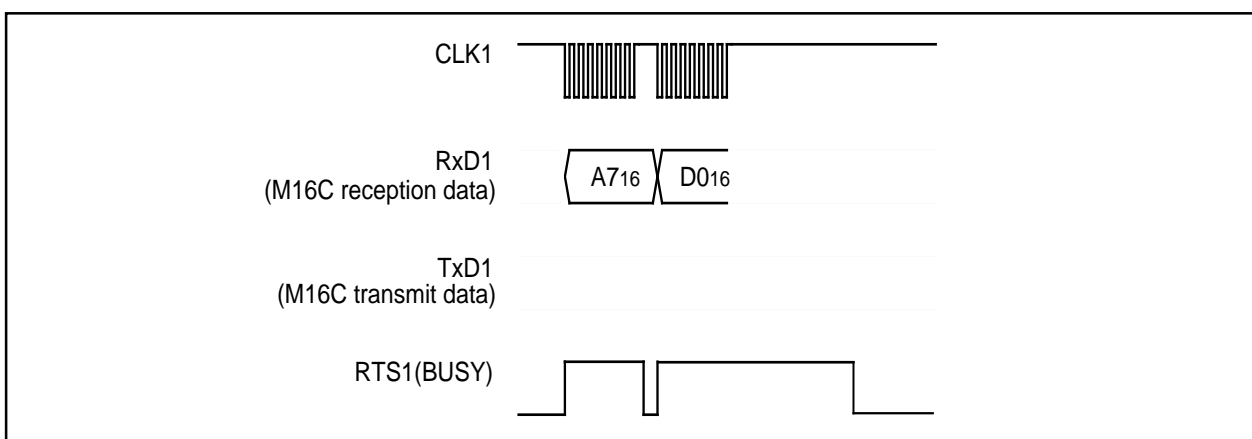 CLK1
RxD1
(M16C reception data)
A716
D016
TxD1
(M16C transmit data)
RTS1(BUSY)